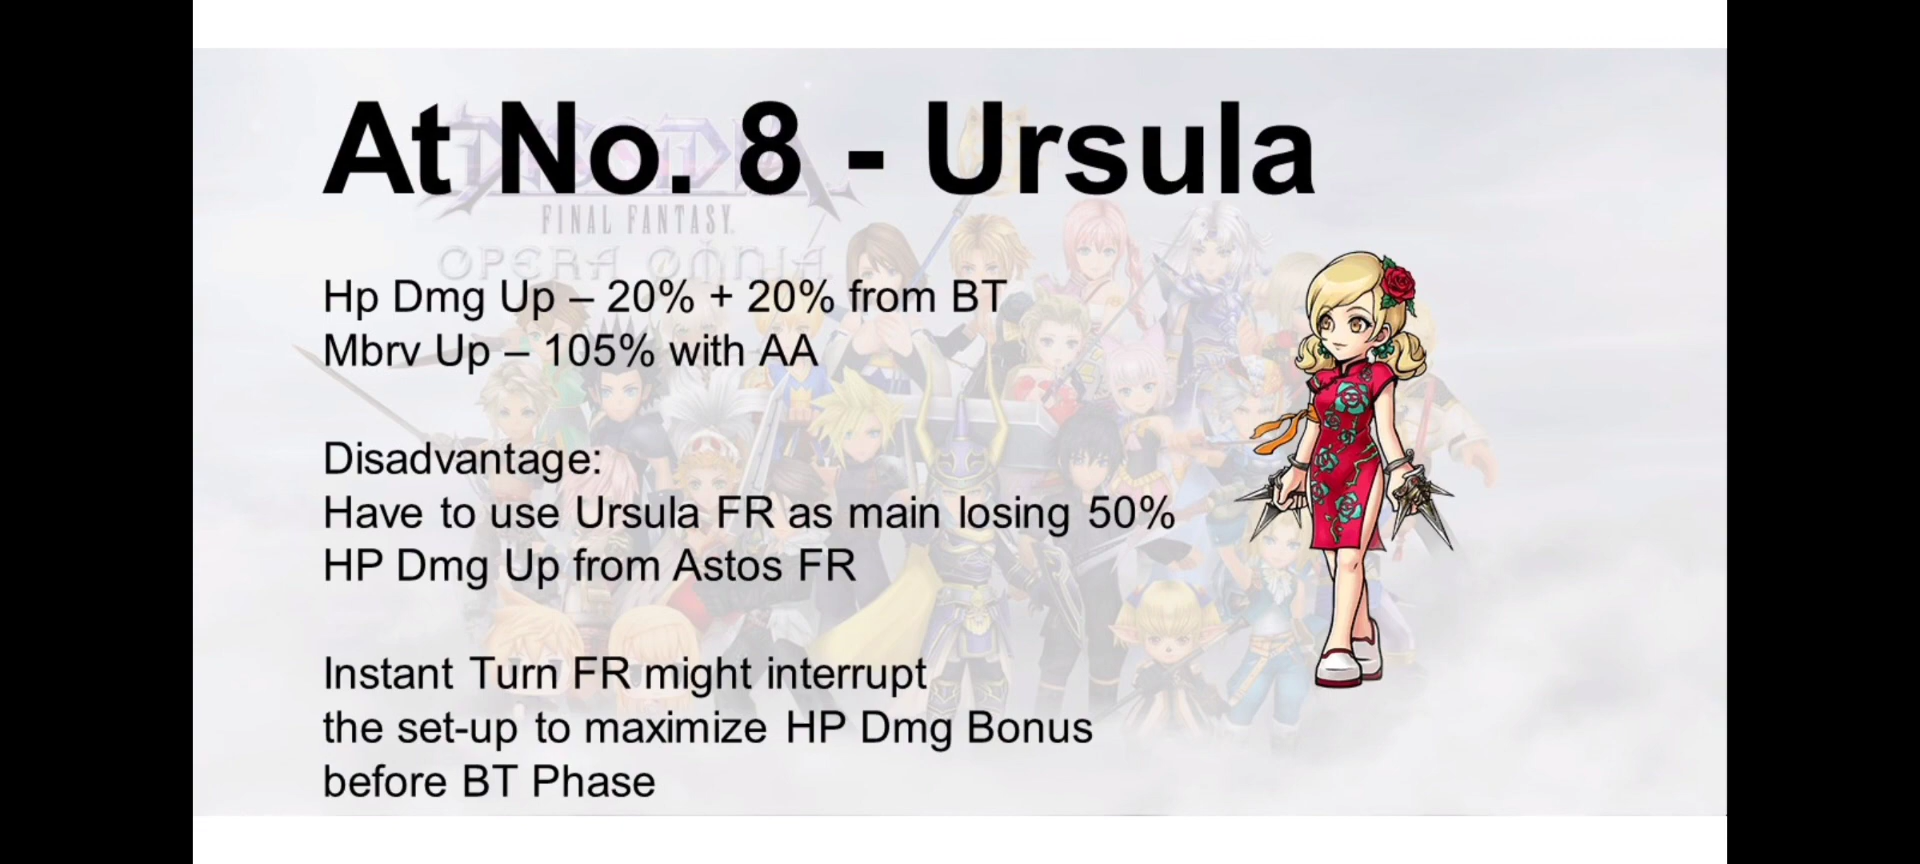 At No. 8 - Ursula
DISSIDIA
FINAL FANTASY.
OPERA OMNIA
Hp Dmg Up – 20% + 20% from BT
Mbrv Up – 105% with AA
Disadvantage:
Have to use Ursula FR as main losing 50%
HP Dmg Up from Astos FR
Instant Turn FR might interrupt
the set-up to maximize HP Dmg Bonus
before BT Phase